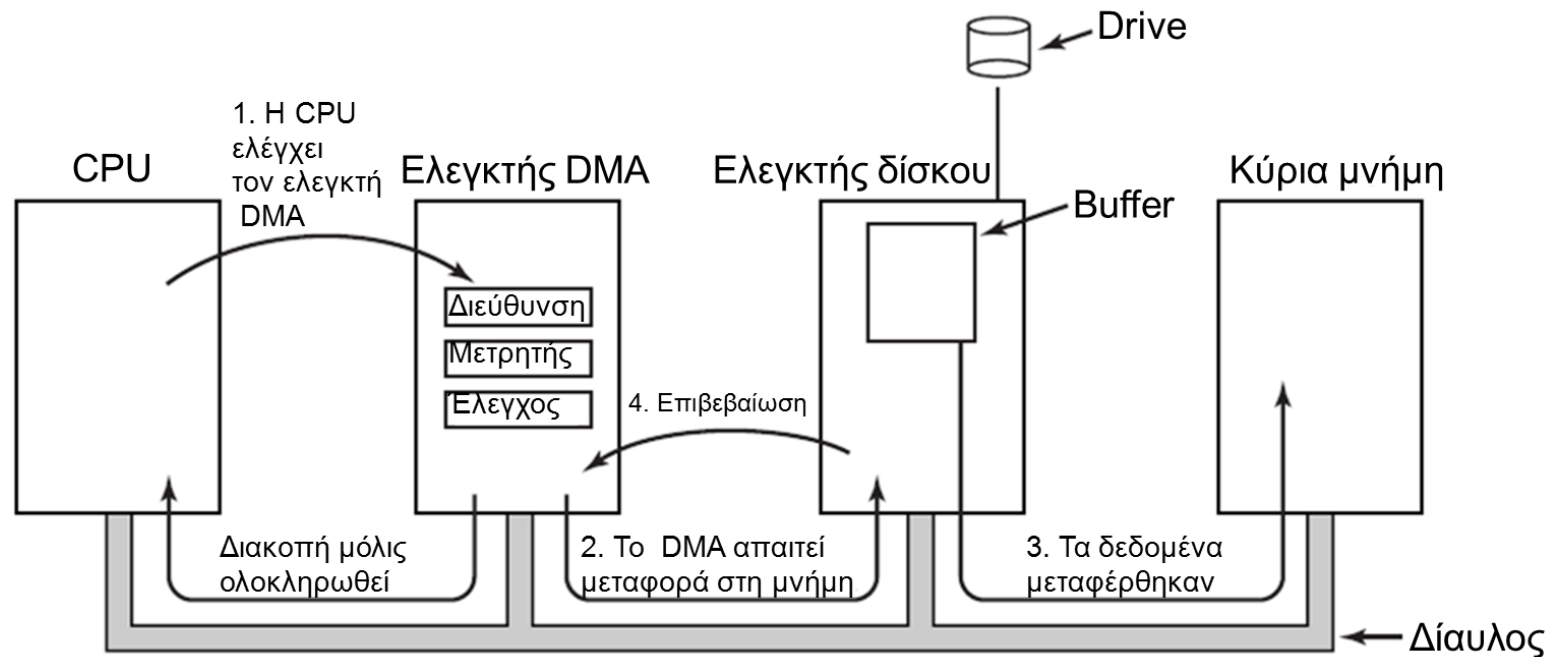 Drive
1. Η CPU
ελέγχει
τον ελεγκτή
DMA
CPU
Ελεγκτής DMA
Ελεγκτής δίσκου
Κύρια μνήμη
Buffer
Διεύθυνση
Μετρητής
Έλεγχος
4. Επιβεβαίωση
Διακοπή μόλις
ολοκληρωθεί
2. Το DMA απαιτεί
μεταφορά στη μνήμη
3. Τα δεδομένα
μεταφέρθηκαν
Δίαυλος